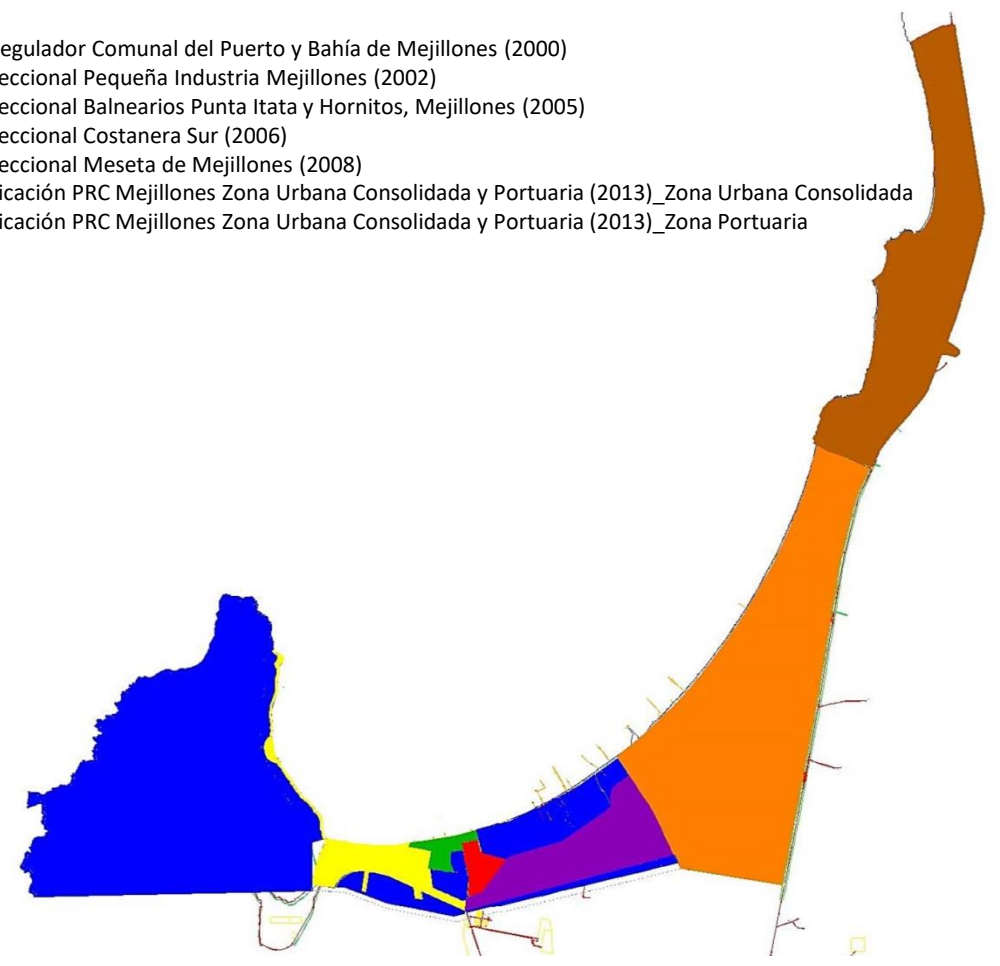 egulador Comunal del Puerto y Bahía de Mejillones (2000)
eccional Pequeña Industria Mejillones (2002)
eccional Balnearios Punta Itata y Hornitos, Mejillones (2005)
eccional Costanera Sur (2006)
eccional Meseta de Mejillones (2008)
icación PRC Mejillones Zona Urbana Consolidada y Portuaria (2013)_Zona Urbana Consolidada
icación PRC Mejillones Zona Urbana Consolidada y Portuaria (2013)_Zona Portuaria